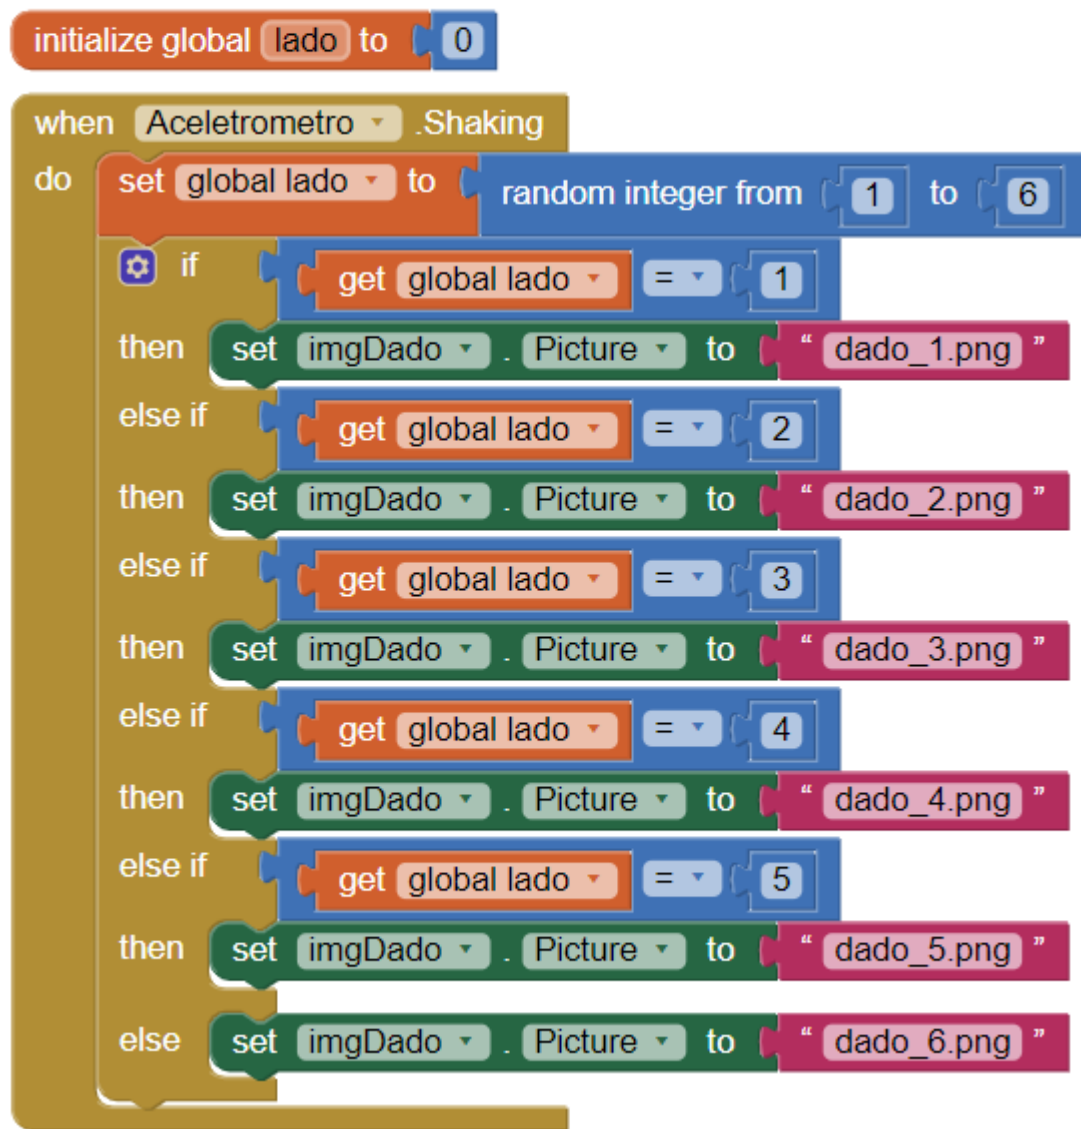 initialize global lado to 0
when Aceletrometro .Shaking
do set global lado to random integer from 1 to 6
if get global lado = 1
then set imgDado . Picture to “ dado_1.png ”
else if get global lado = 2
then set imgDado . Picture to “ dado_2.png ”
else if get global lado = 3
then set imgDado . Picture to “ dado_3.png ”
else if get global lado = 4
then set imgDado . Picture to “ dado_4.png ”
else if get global lado = 5
then set imgDado . Picture to “ dado_5.png ”
else set imgDado . Picture to “ dado_6.png ”